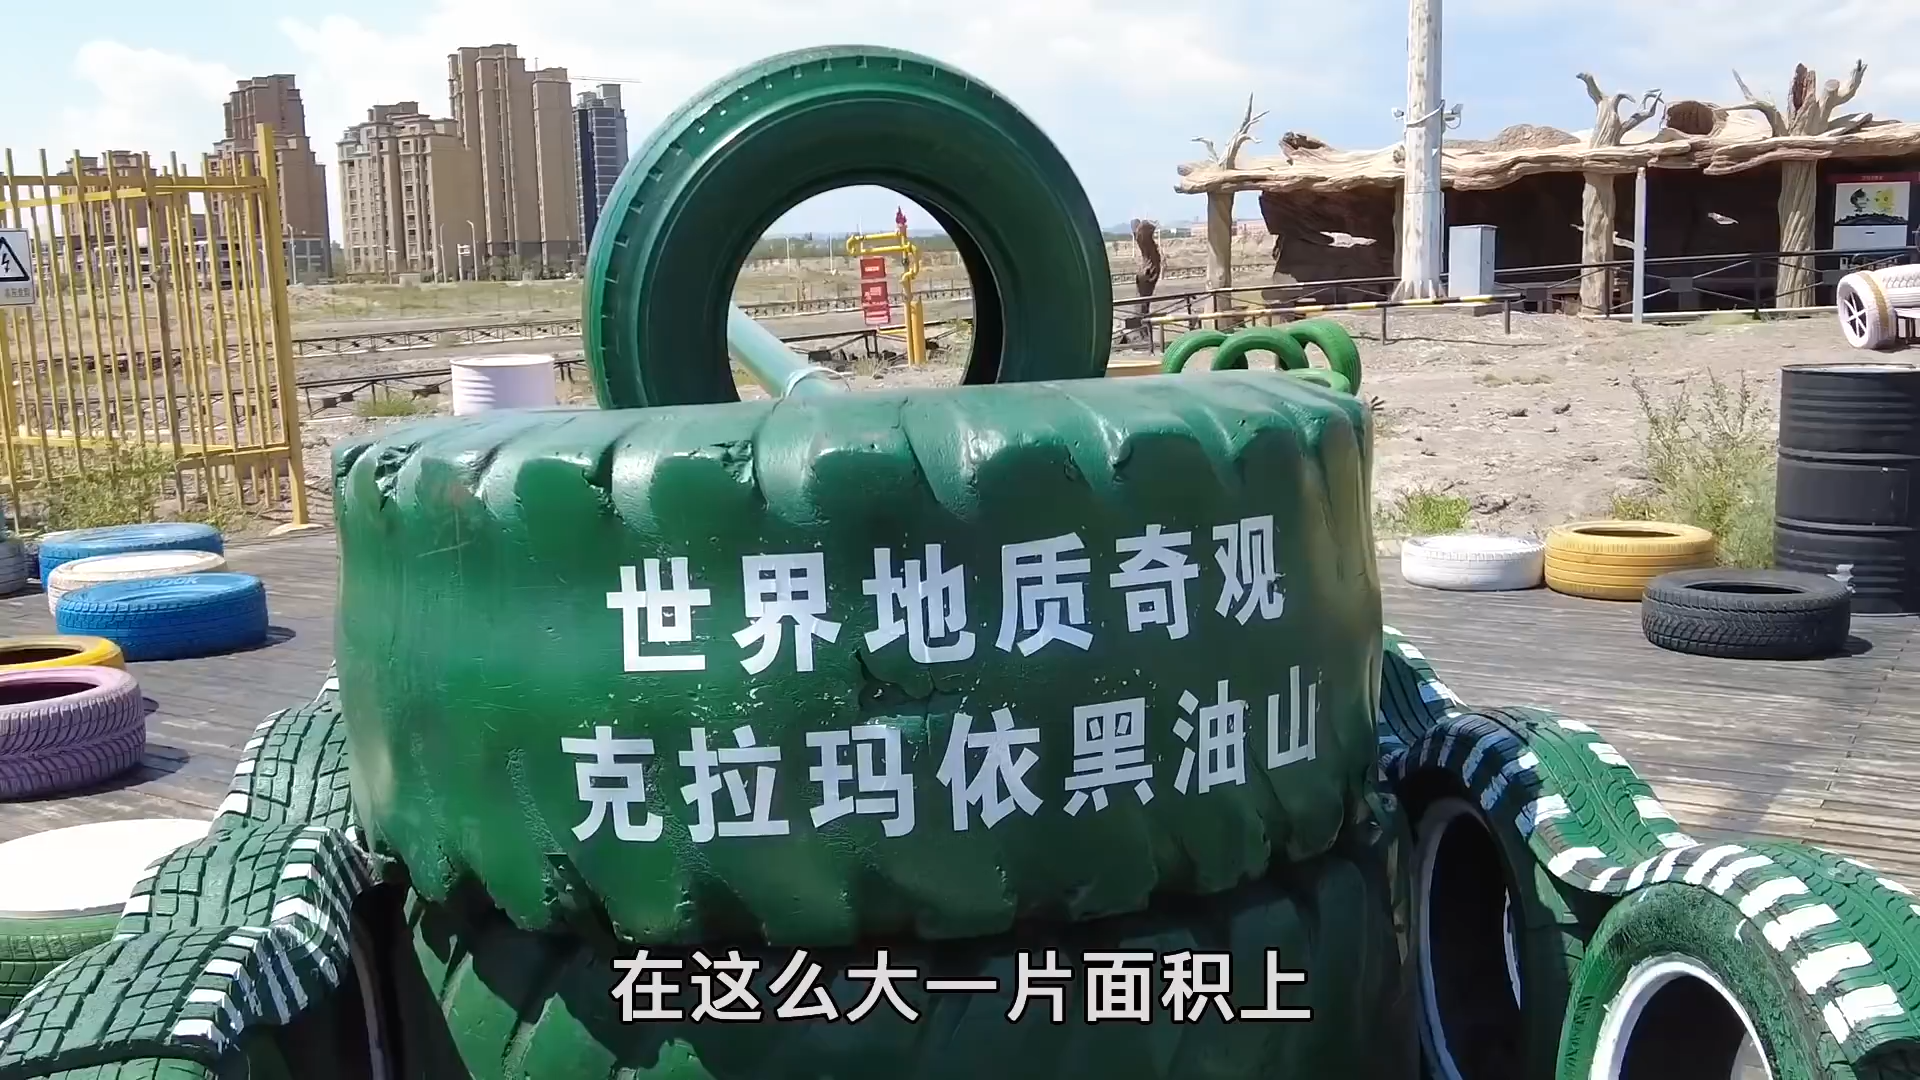 世界地质奇观
克拉玛依黑油山
在这么大一片面积上